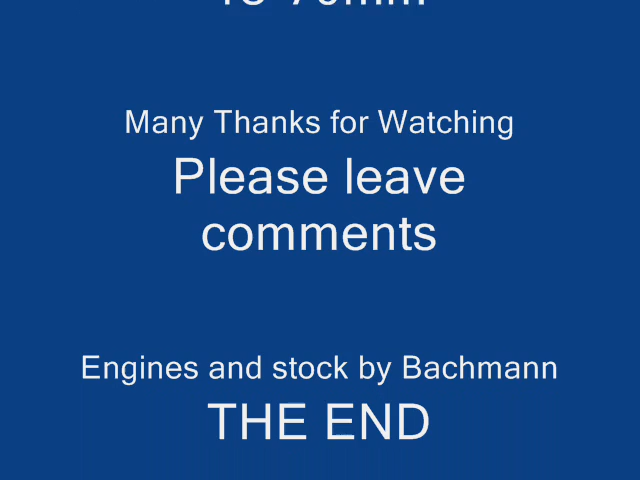 Many Thanks for Watching
Please leave
comments
Engines and stock by Bachmann
THE END